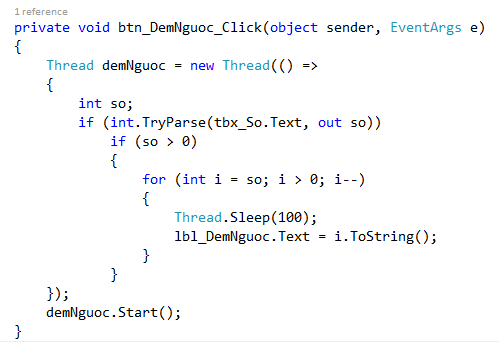 1 reference
private void btn_DemNguoc_Click(object sender, EventArgs e)
{
    Thread demNguoc = new Thread(() =>
    {
        int so;
        if (int.TryParse(tbx_So.Text, out so))
            if (so > 0)
            {
                for (int i = so; i > 0; i--)
                {
                    Thread.Sleep(100);
                    lbl_DemNguoc.Text = i.ToString();
                }
            }
    });
    demNguoc.Start();
}